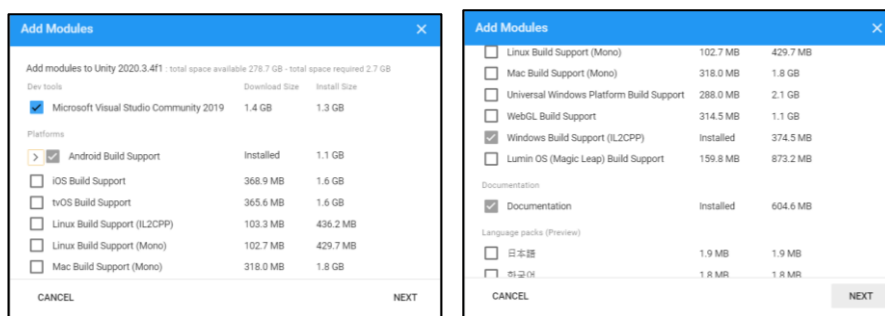 Add Modules
Add modules to Unity 2020.3.4f1 : total space available 278.7 GB - total space required 2.7 GB
Dev tools Download Size Install Size
Microsoft Visual Studio Community 2019 1.4 GB 1.3 GB
Platforms
Android Build Support Installed 1.1 GB
iOS Build Support 368.9 MB 1.6 GB
tvOS Build Support 365.6 MB 1.6 GB
Linux Build Support (IL2CPP) 103.3 MB 436.2 MB
Linux Build Support (Mono) 102.7 MB 429.7 MB
Mac Build Support (Mono) 318.0 MB 1.8 GB
CANCEL NEXT
Add Modules
Linux Build Support (Mono) 102.7 MB 429.7 MB
Mac Build Support (Mono) 318.0 MB 1.8 GB
Universal Windows Platform Build Support 288.0 MB 2.1 GB
WebGL Build Support 314.5 MB 1.1 GB
Windows Build Support (IL2CPP) Installed 374.5 MB
Lumin OS (Magic Leap) Build Support 159.8 MB 873.2 MB
Documentation
Documentation Installed 604.6 MB
Language packs (Preview)
日本語 1.9 MB 1.9 MB
한국어 1.8 MB 1.8 MB
CANCEL NEXT